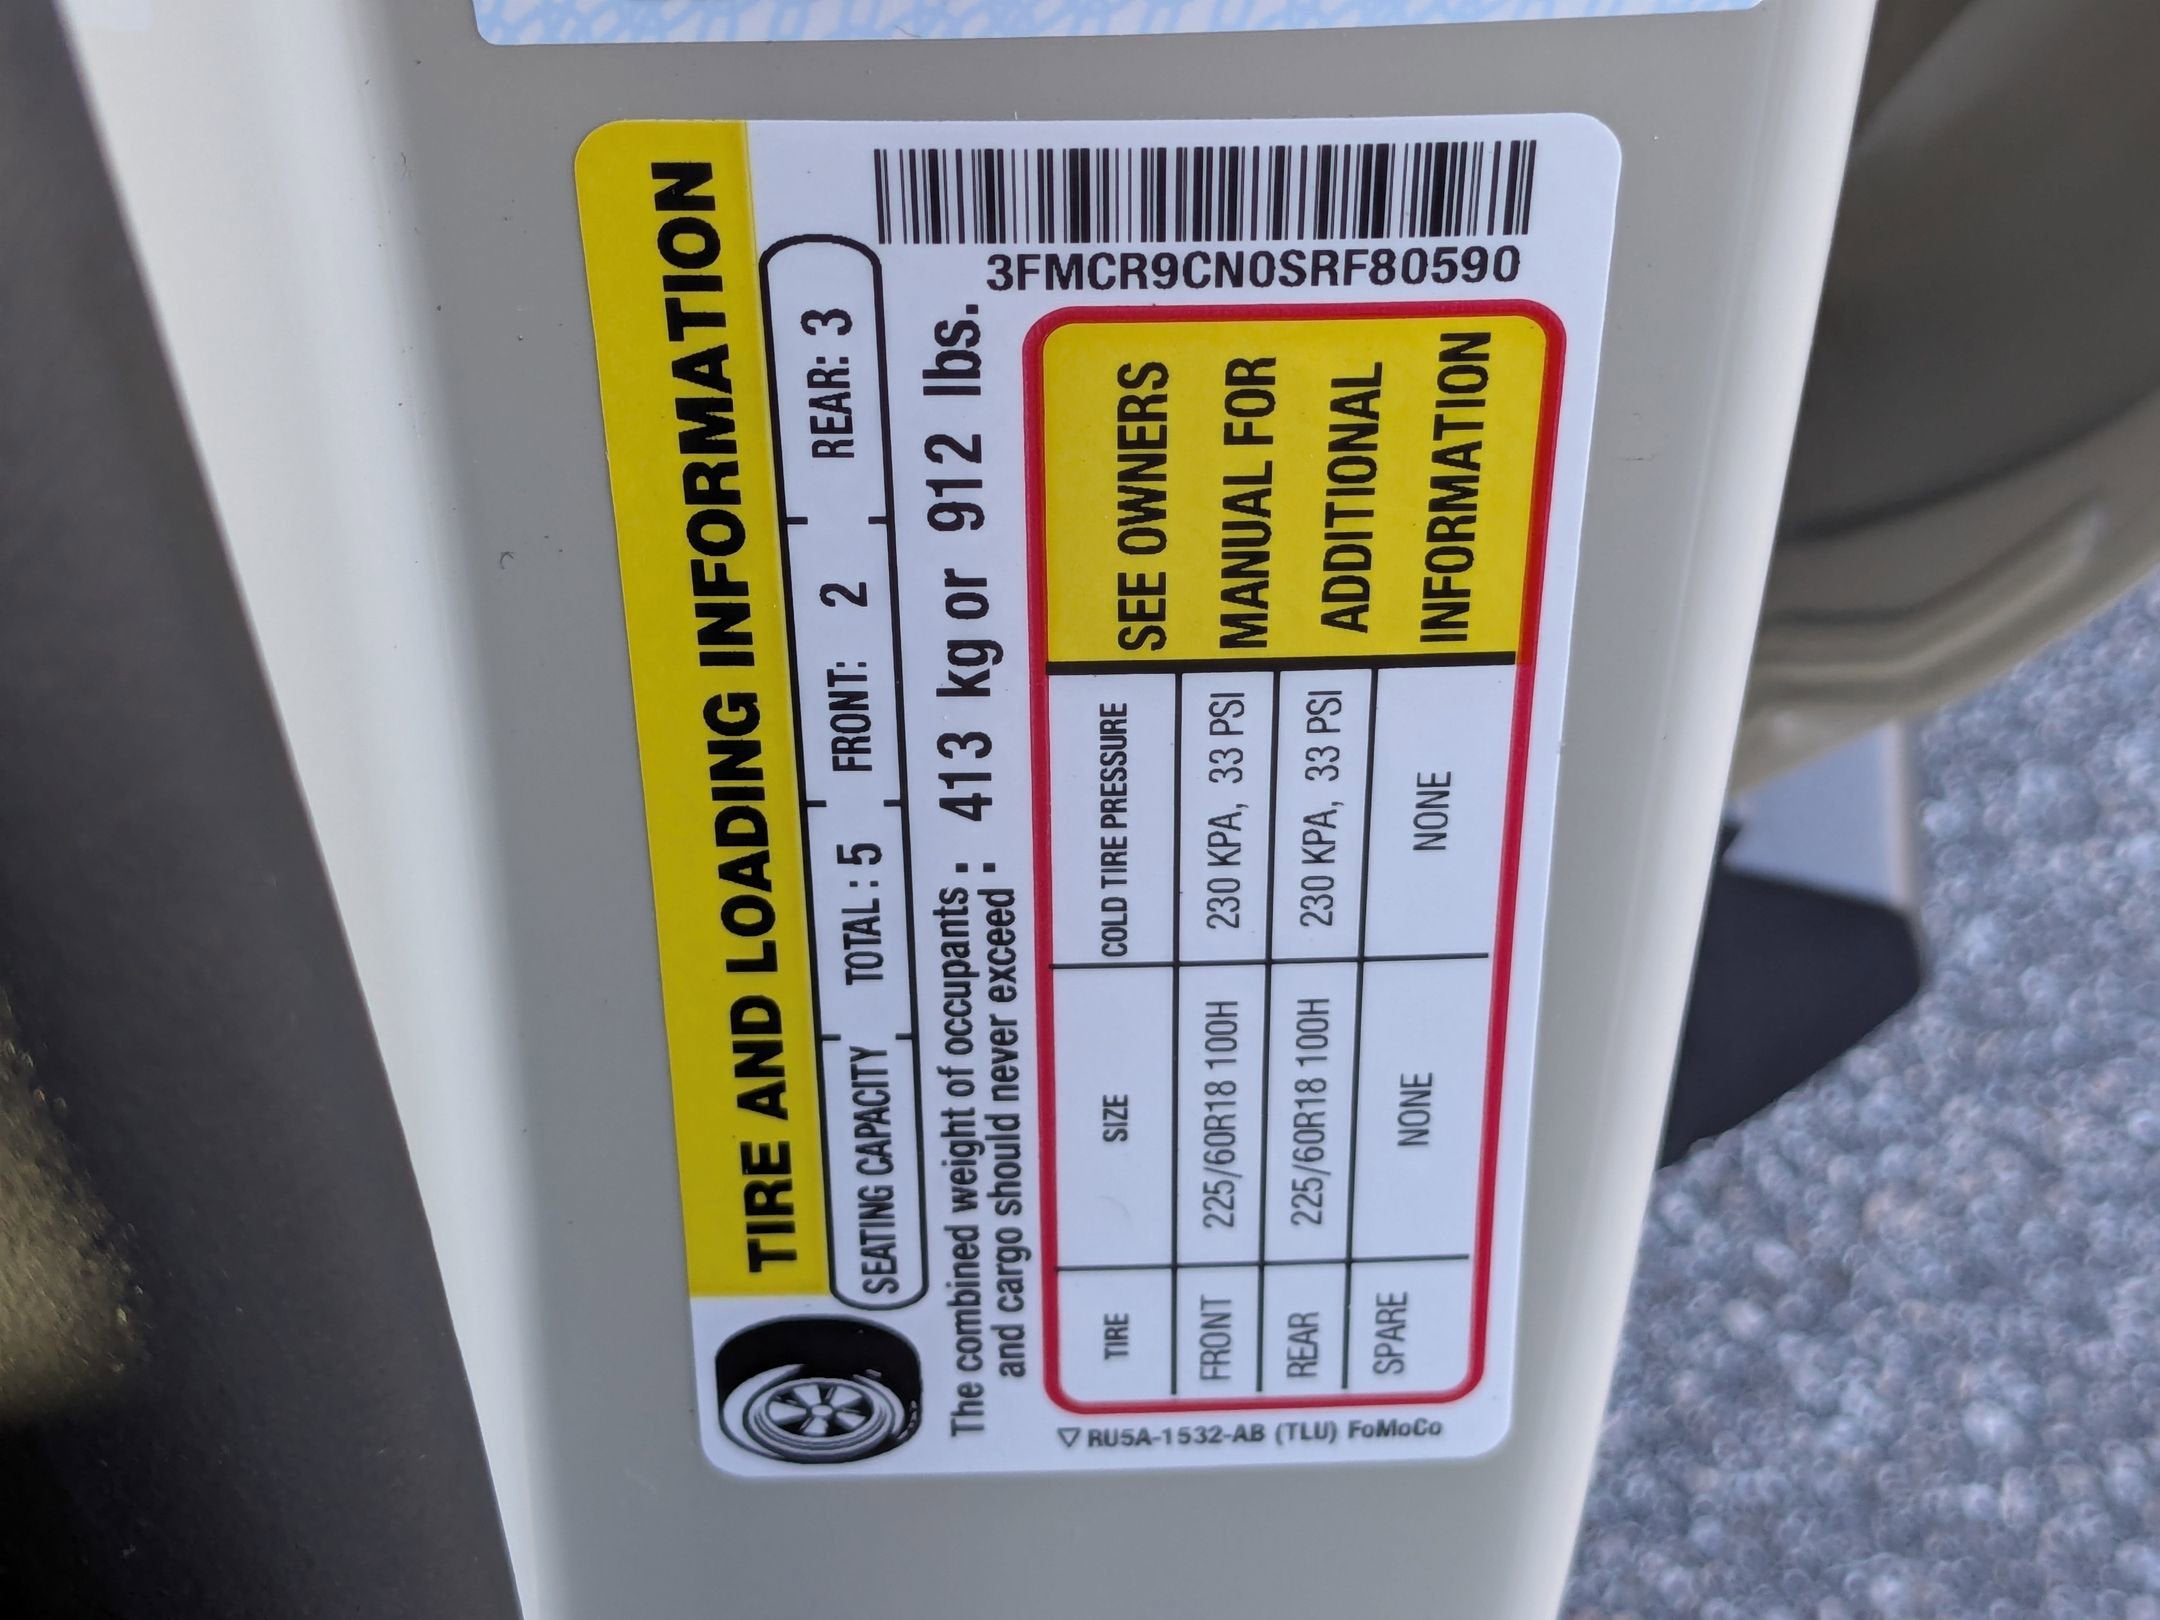 TIRE AND LOADING INFORMATION
SEATING CAPACITY TOTAL : 5 FRONT: 2 REAR: 3
The combined weight of occupants : 413 kg or 912 lbs.
and cargo should never exceed :
3FMCR9CN0SRF80590
TIRE SIZE COLD TIRE PRESSURE
FRONT 225/60R18 100H 230 KPA, 33 PSI
REAR 225/60R18 100H 230 KPA, 33 PSI
SPARE NONE NONE
SEE OWNERS
MANUAL FOR
ADDITIONAL
INFORMATION
RU5A-1532-AB (TLU) FoMoCo